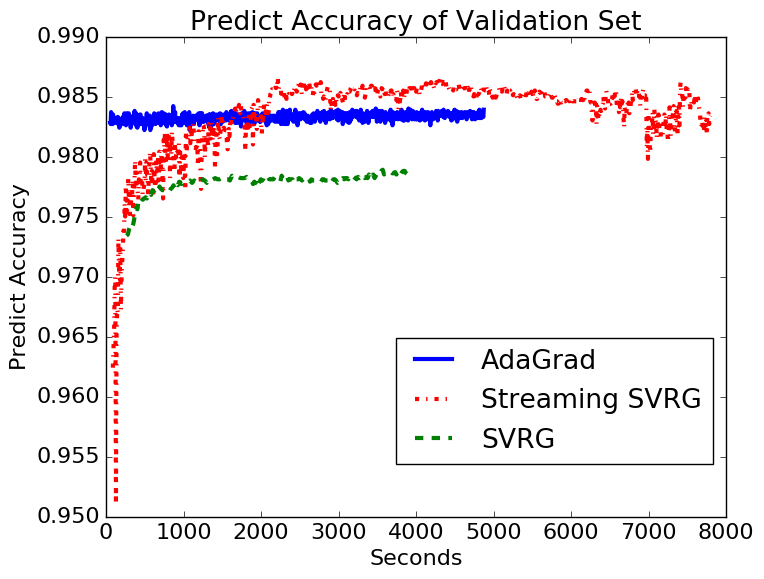 Predict Accuracy of Validation Set
0.990
0.985
0.980
0.975
0.970
0.965
0.960
0.955
0.950
Predict Accuracy
AdaGrad
Streaming SVRG
SVRG
0 1000 2000 3000 4000 5000 6000 7000 8000
Seconds